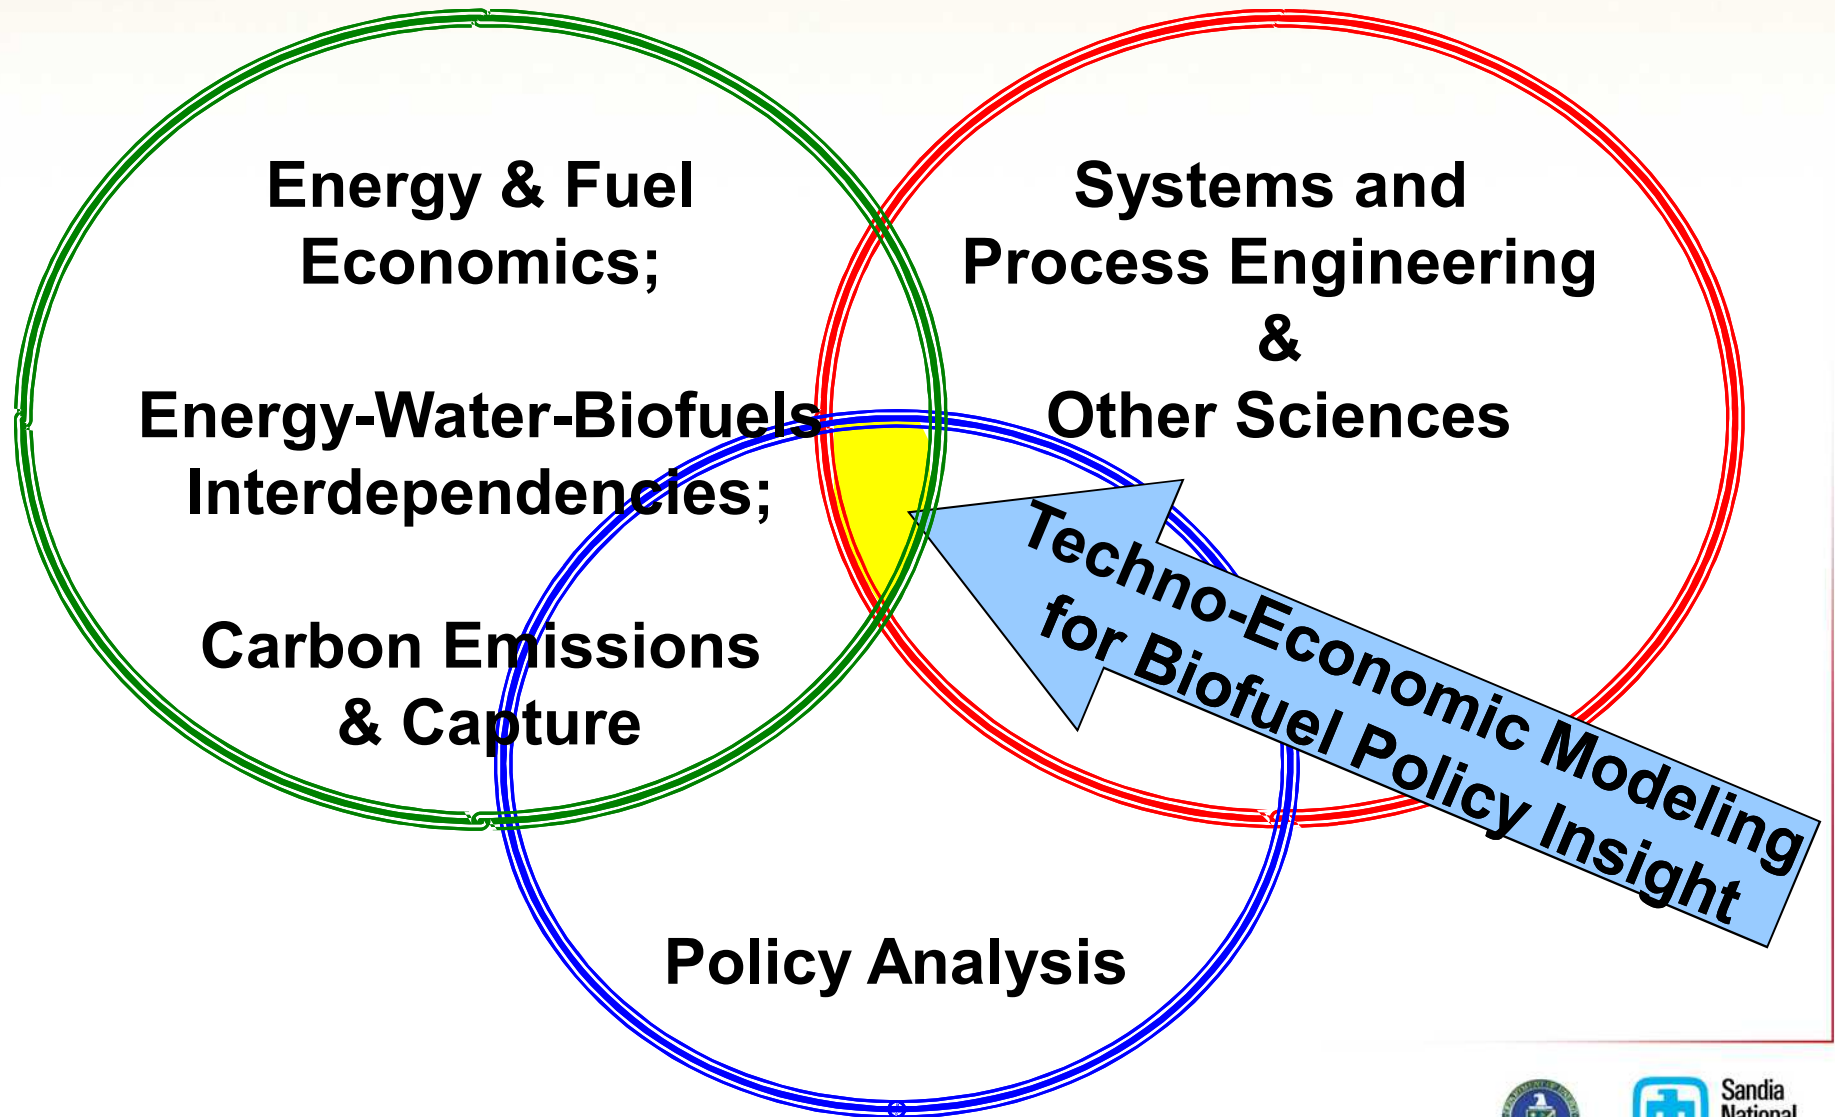 Energy & Fuel
Economics;
Energy-Water-Biofuels
Interdependencies;
Carbon Emissions
& Capture
Systems and
Process Engineering
&
Other Sciences
Techno-Economic Modeling
for Biofuel Policy Insight
Policy Analysis
Sandia
National